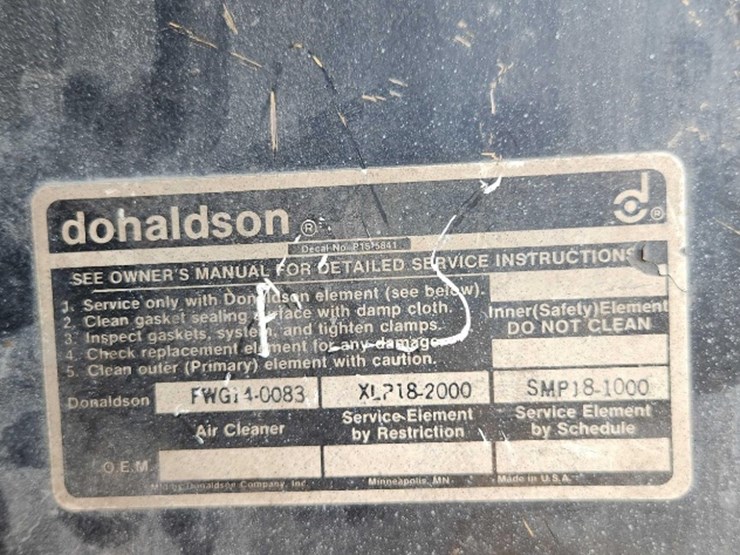 donaldson ®
Decal No. P15-5841
SEE OWNER'S MANUAL FOR DETAILED SERVICE INSTRUCTIONS
1. Service only with Donaldson element (see below).
2. Clean gasket sealing surface with damp cloth.
3. Inspect gaskets, system, and tighten clamps.
4. Check replacement element for any damage.
5. Clean outer (Primary) element with caution.
Inner(Safety)Element
DO NOT CLEAN
Donaldson FWG14-0083 XLP18-2000 SMP18-1000
Air Cleaner
Service Element
by Restriction
Service Element
by Schedule
O.E.M.
Donaldson Company, Inc. Minneapolis, MN Made in U.S.A.